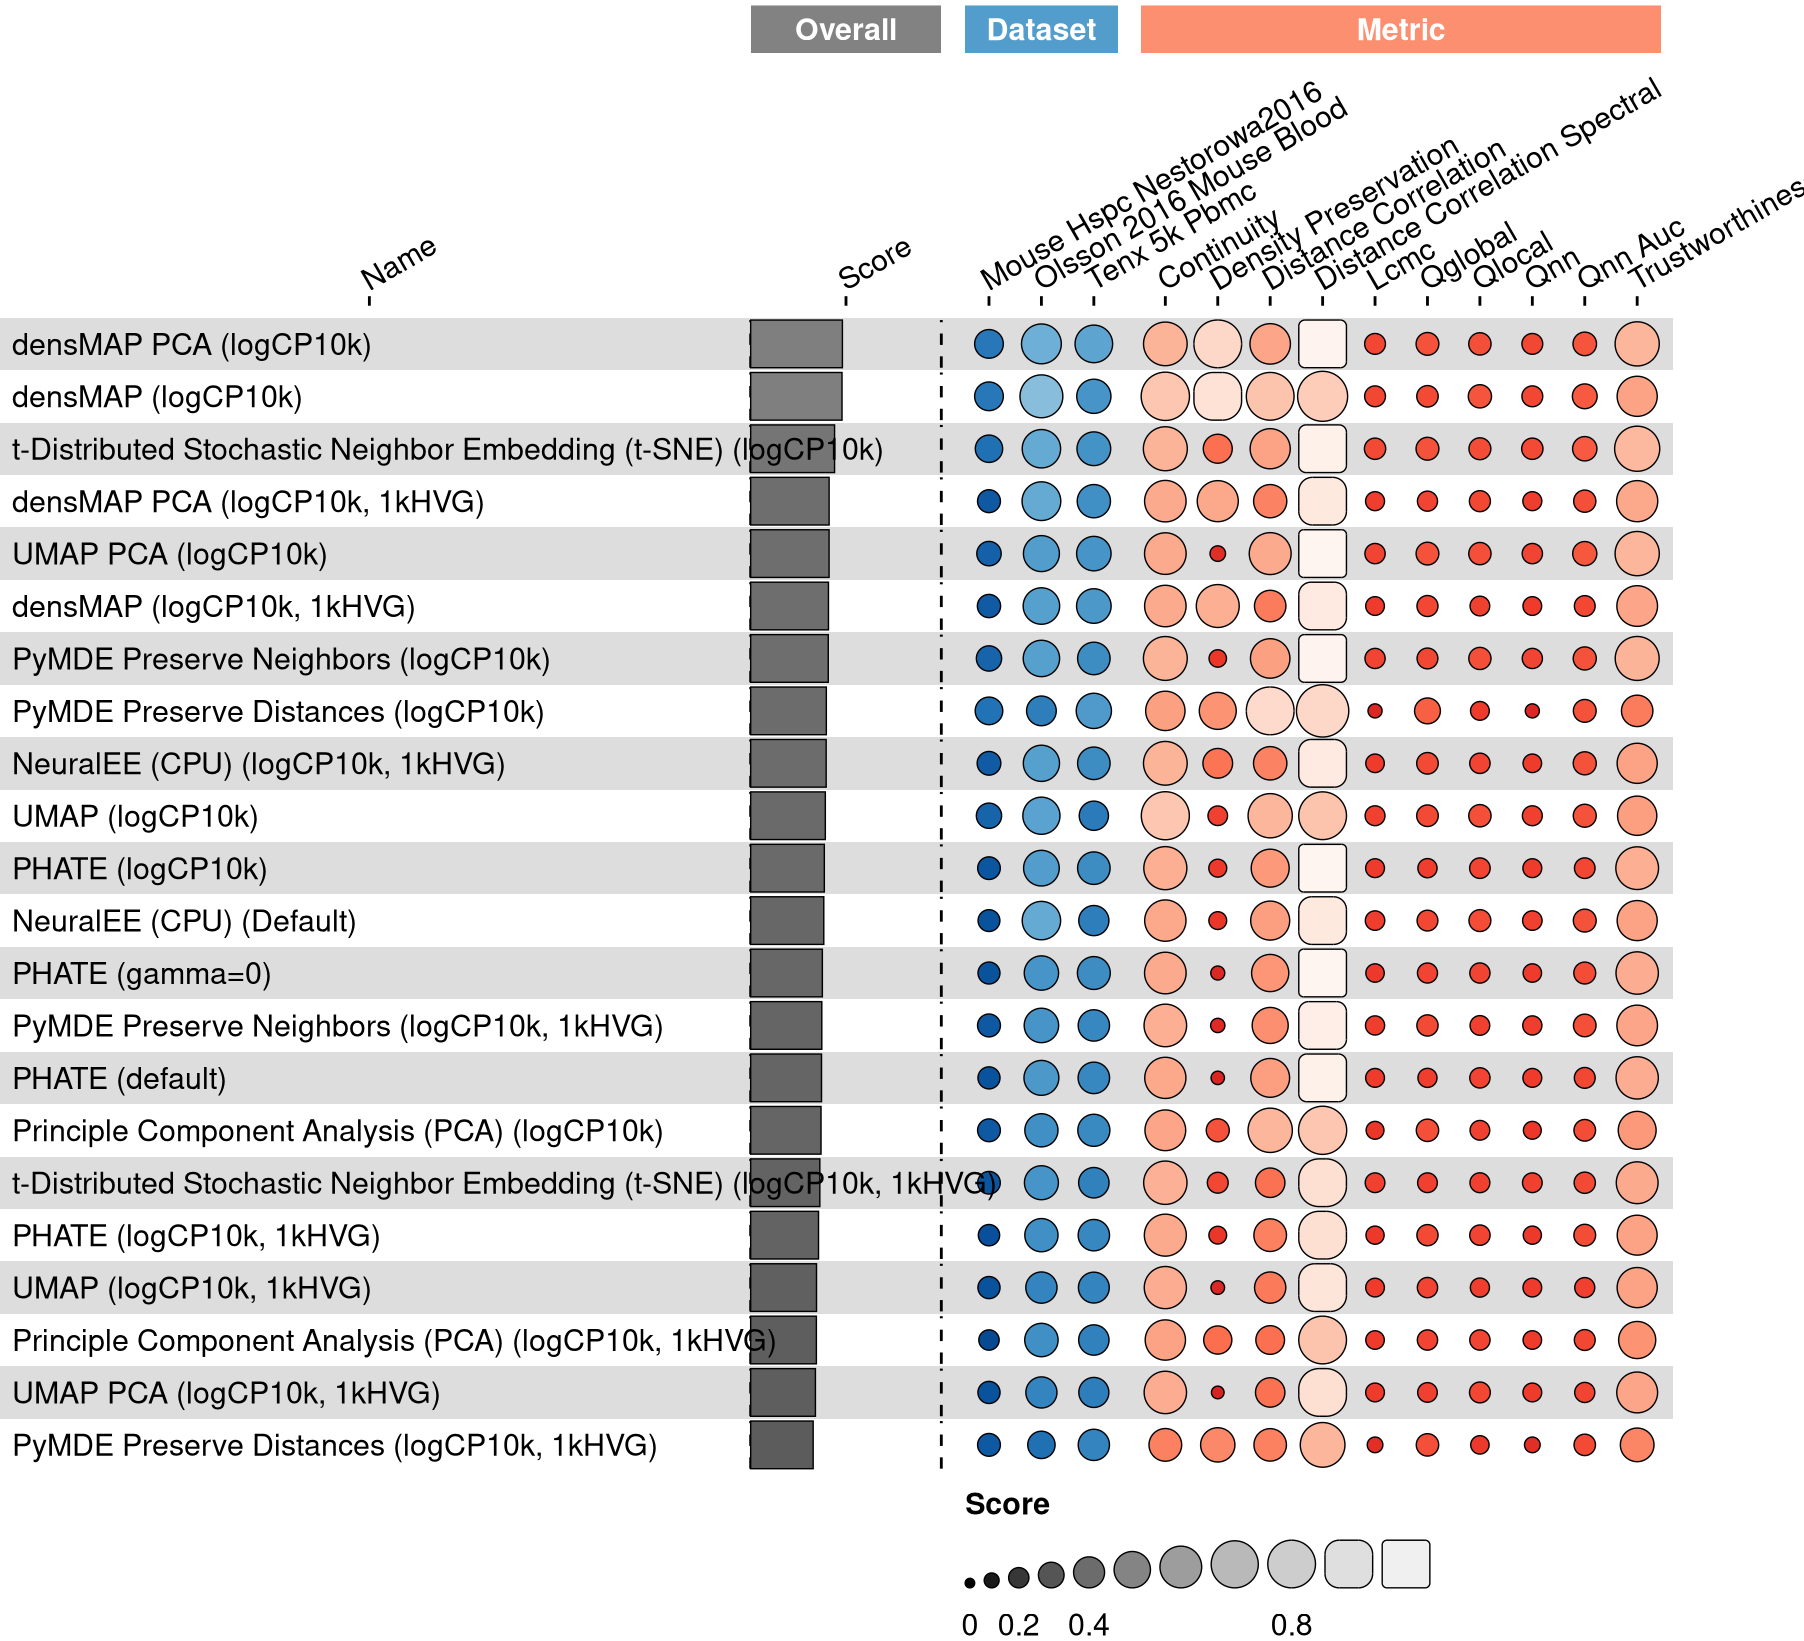 Overall Dataset Metric
Name
Score
Mouse Hspc Nestorowa2016
Olsson 2016 Mouse Blood
Tenx 5k Pbmc
Continuity
Density Preservation
Distance Correlation
Distance Correlation Spectral
Lcmc
Qglobal
Qlocal
Qnn
Qnn Auc
Trustworthines
densMAP PCA (logCP10k)
densMAP (logCP10k)
t-Distributed Stochastic Neighbor Embedding (t-SNE) (logCP10k)
densMAP PCA (logCP10k, 1kHVG)
UMAP PCA (logCP10k)
densMAP (logCP10k, 1kHVG)
PyMDE Preserve Neighbors (logCP10k)
PyMDE Preserve Distances (logCP10k)
NeuralEE (CPU) (logCP10k, 1kHVG)
UMAP (logCP10k)
PHATE (logCP10k)
NeuralEE (CPU) (Default)
PHATE (gamma=0)
PyMDE Preserve Neighbors (logCP10k, 1kHVG)
PHATE (default)
Principle Component Analysis (PCA) (logCP10k)
t-Distributed Stochastic Neighbor Embedding (t-SNE) (logCP10k, 1kHVG)
PHATE (logCP10k, 1kHVG)
UMAP (logCP10k, 1kHVG)
Principle Component Analysis (PCA) (logCP10k, 1kHVG)
UMAP PCA (logCP10k, 1kHVG)
PyMDE Preserve Distances (logCP10k, 1kHVG)
Score
0 0.2 0.4 0.8